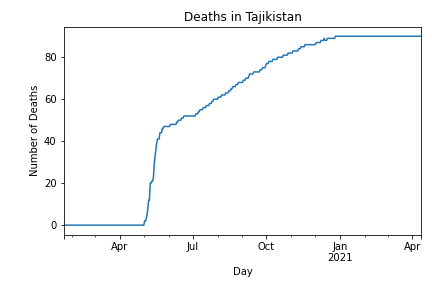 Deaths in Tajikistan
Number of Deaths
80
60
40
20
0
Apr
Jul
Oct
Jan
2021
Apr
Day